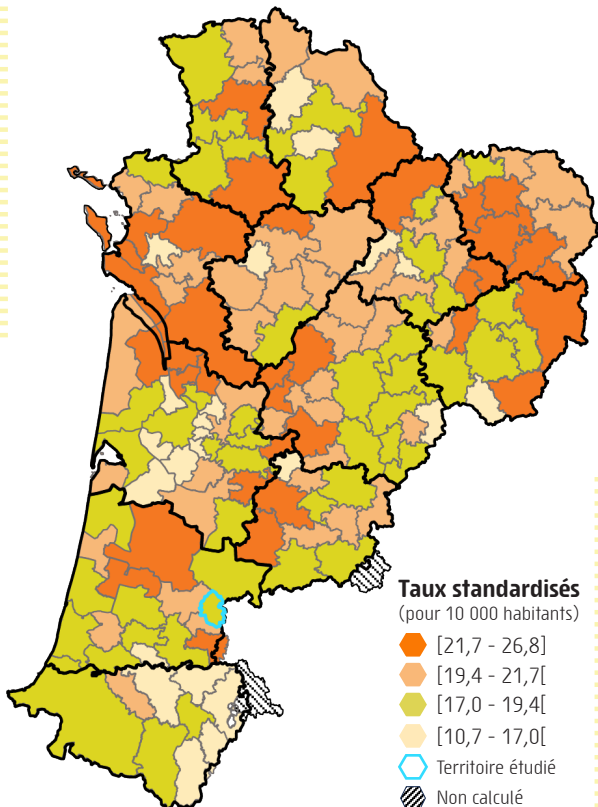 Taux standardisés
(pour 10 000 habitants)
[21,7 - 26,8]
[19,4 - 21,7[
[17,0 - 19,4[
[10,7 - 17,0[
Territoire étudié
Non calculé